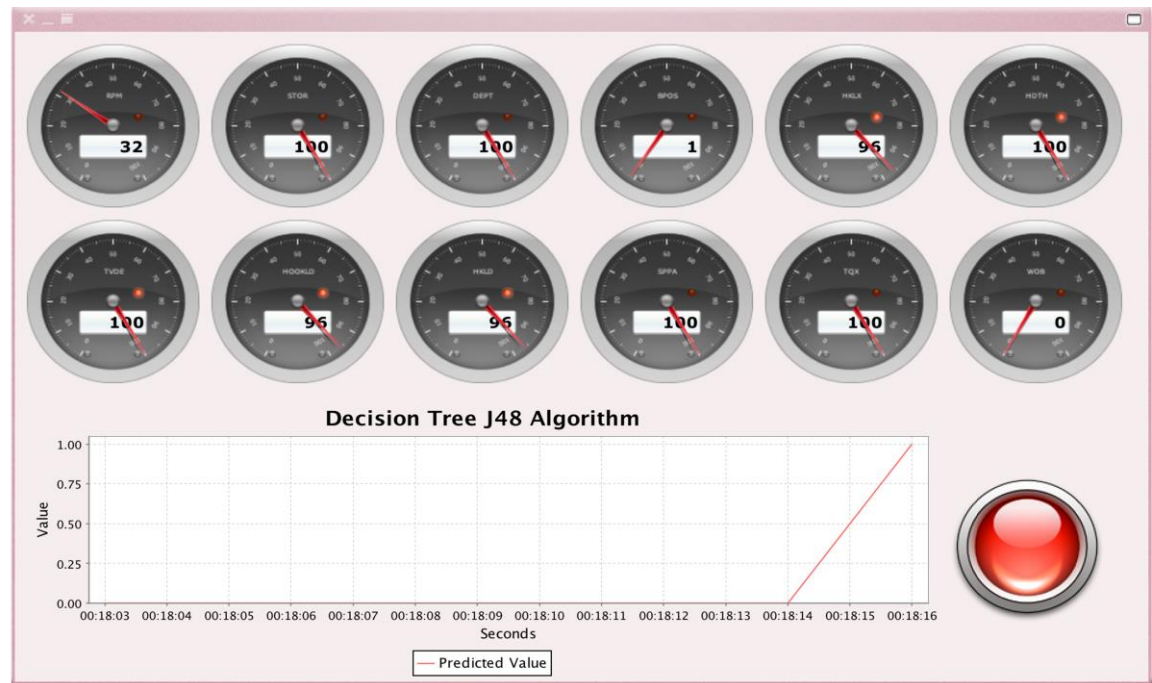 RPM STOR DEPT BPOS HKLX HDTH
32 100 100 1 96 100
TVDE HOOKLD HKLD SPPA TQX WOB
100 96 96 100 100 0
Decision Tree J48 Algorithm
1.00
0.75
0.50
0.25
0.00
Value
00:18:03 00:18:04 00:18:05 00:18:06 00:18:07 00:18:08 00:18:09 00:18:10 00:18:11 00:18:12 00:18:13 00:18:14 00:18:15 00:18:16
Seconds
Predicted Value